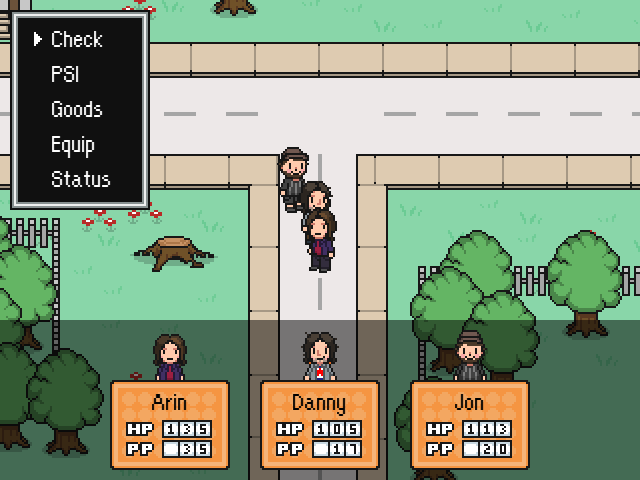 Check
PSI
Goods
Equip
Status
Arin
HP 135
PP 35
Danny
HP 105
PP 17
Jon
HP 113
PP 20